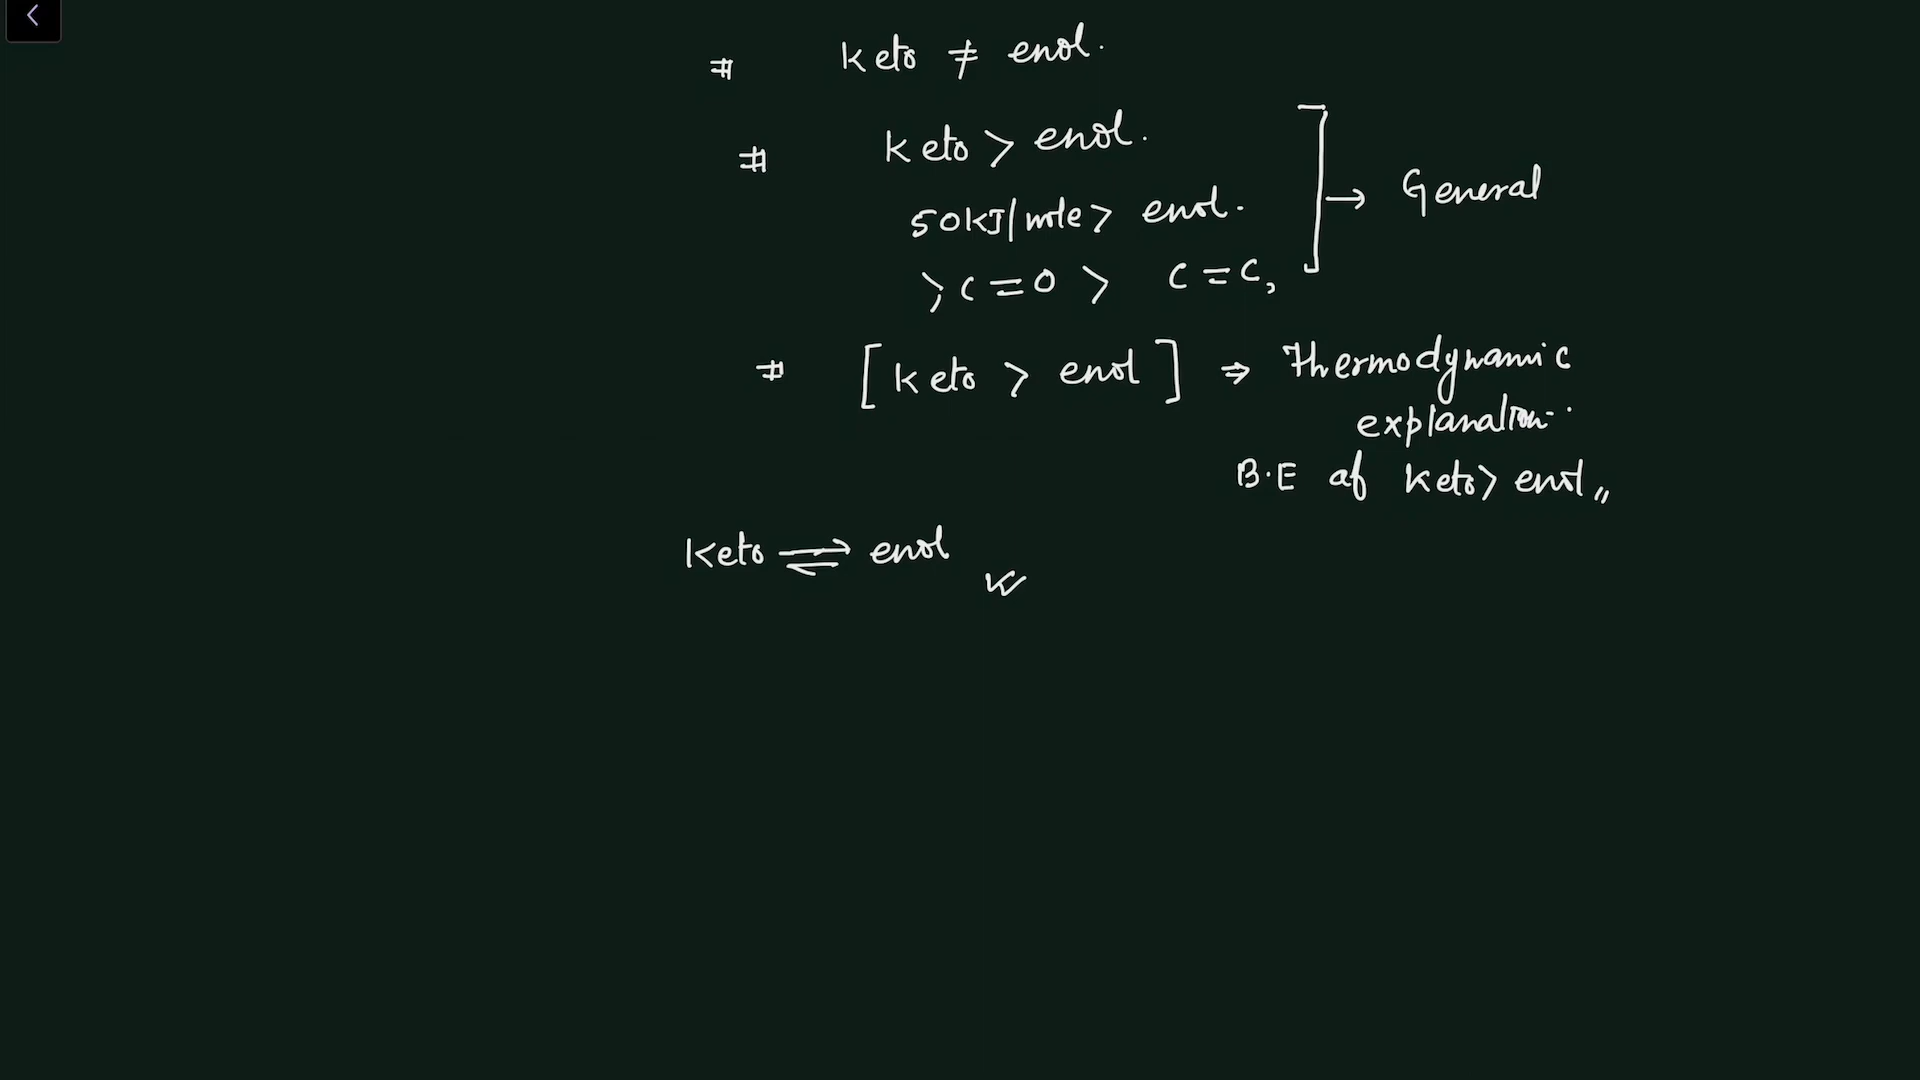 # keto ≠ enol.
# keto > enol.
50KJ/mole > enol.
>C=O > C=C,
→ General
# [keto > enol] ⇒ Thermodynamic
explanation.
B.E of keto > enol,,
Keto ⇌ enol